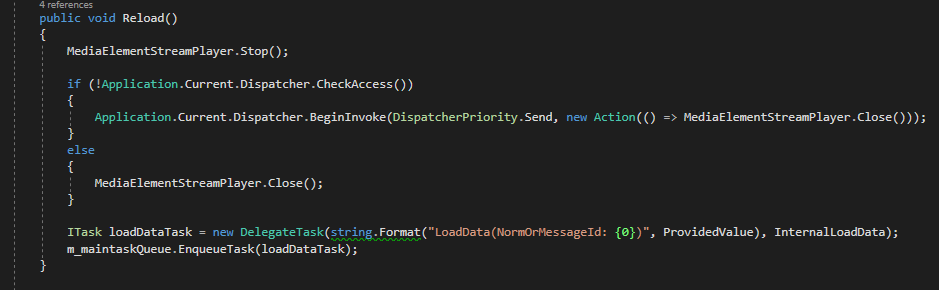 4 references
public void Reload()
{
MediaElementStreamPlayer.Stop();
if (!Application.Current.Dispatcher.CheckAccess())
{
Application.Current.Dispatcher.BeginInvoke(DispatcherPriority.Send, new Action(() => MediaElementStreamPlayer.Close()));
}
else
{
MediaElementStreamPlayer.Close();
}
ITask loadDataTask = new DelegateTask(string.Format("LoadData(NormOrMessageId: {0})", ProvidedValue), InternalLoadData);
m_maintaskQueue.EnqueueTask(loadDataTask);
}